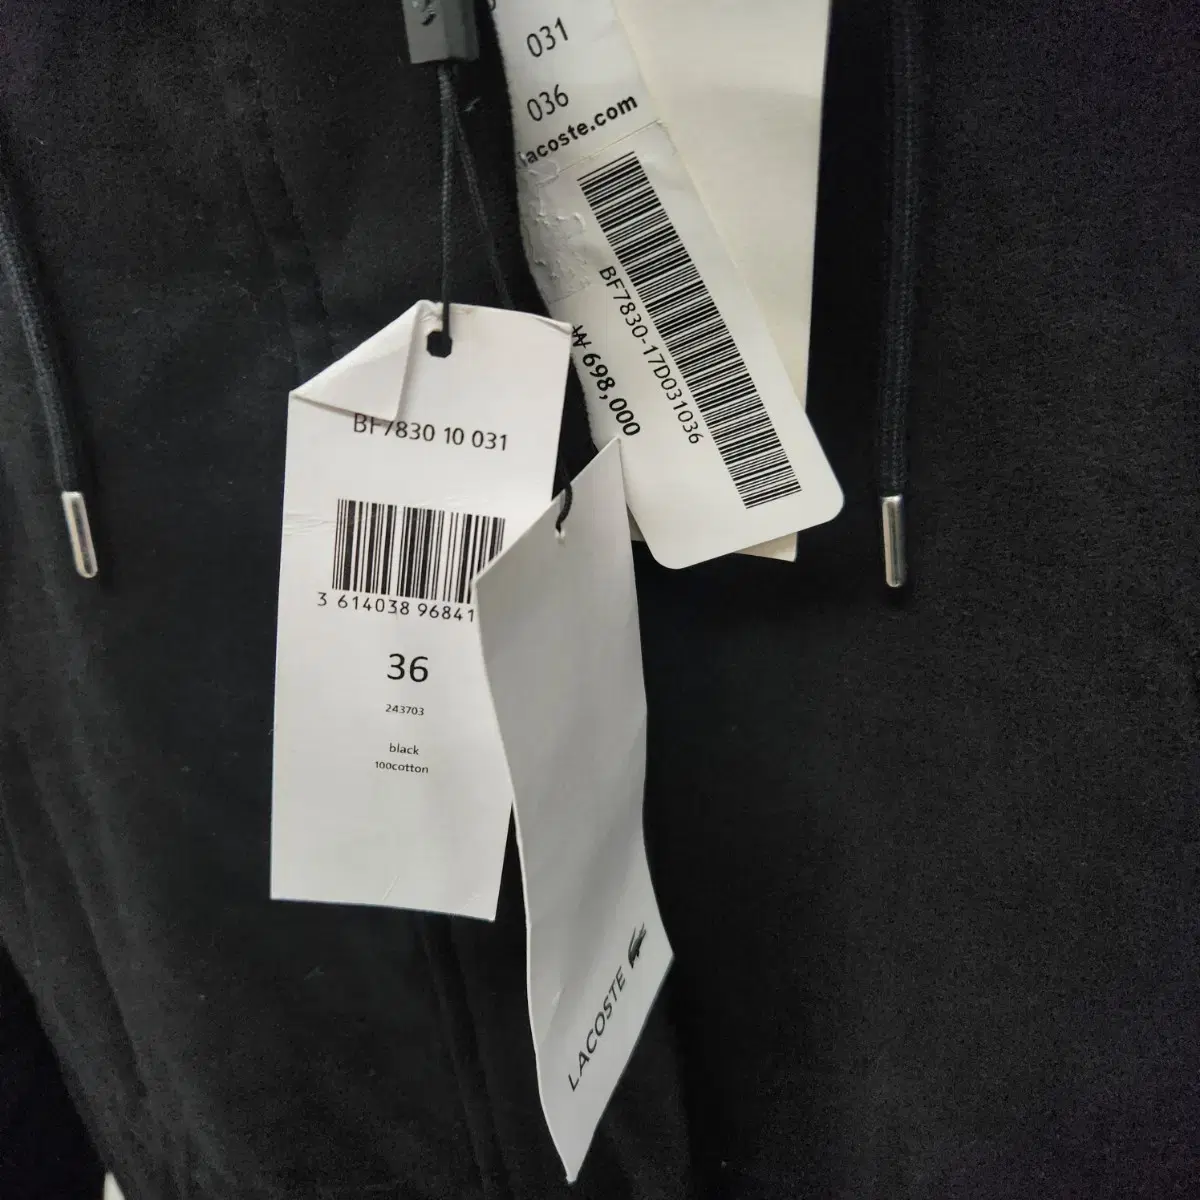 031
036
lacoste.com
BF7830-17D031036
₩ 698,000
BF7830 10 031
3 614038 96841
36
243703
black
100cotton
LACOSTE